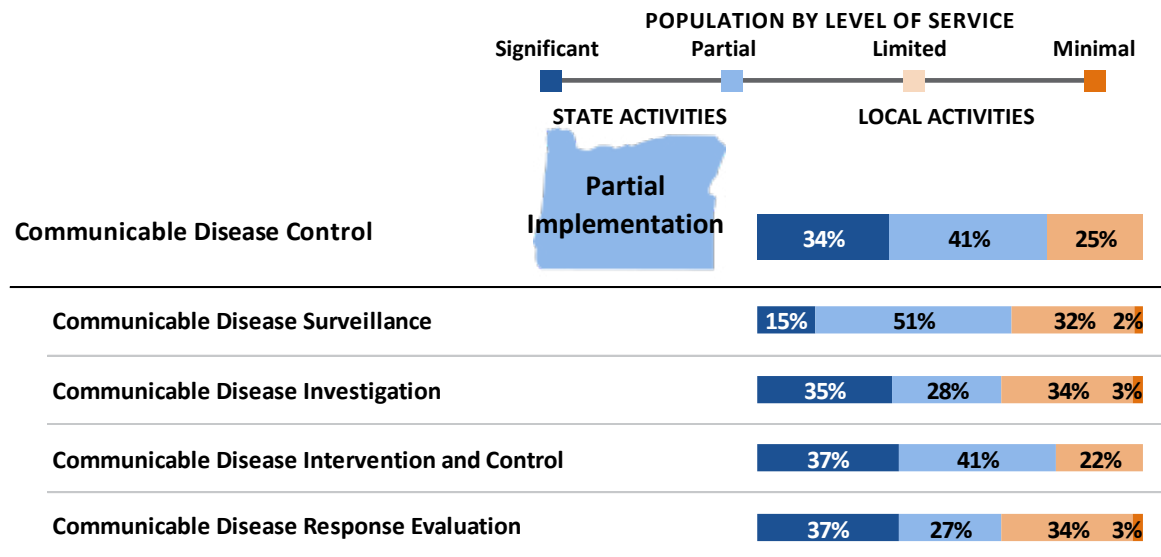 POPULATION BY LEVEL OF SERVICE
Significant Partial Limited Minimal
STATE ACTIVITIES LOCAL ACTIVITIES
Partial
Implementation
Communicable Disease Control 34% 41% 25%
Communicable Disease Surveillance 15% 51% 32% 2%
Communicable Disease Investigation 35% 28% 34% 3%
Communicable Disease Intervention and Control 37% 41% 22%
Communicable Disease Response Evaluation 37% 27% 34% 3%